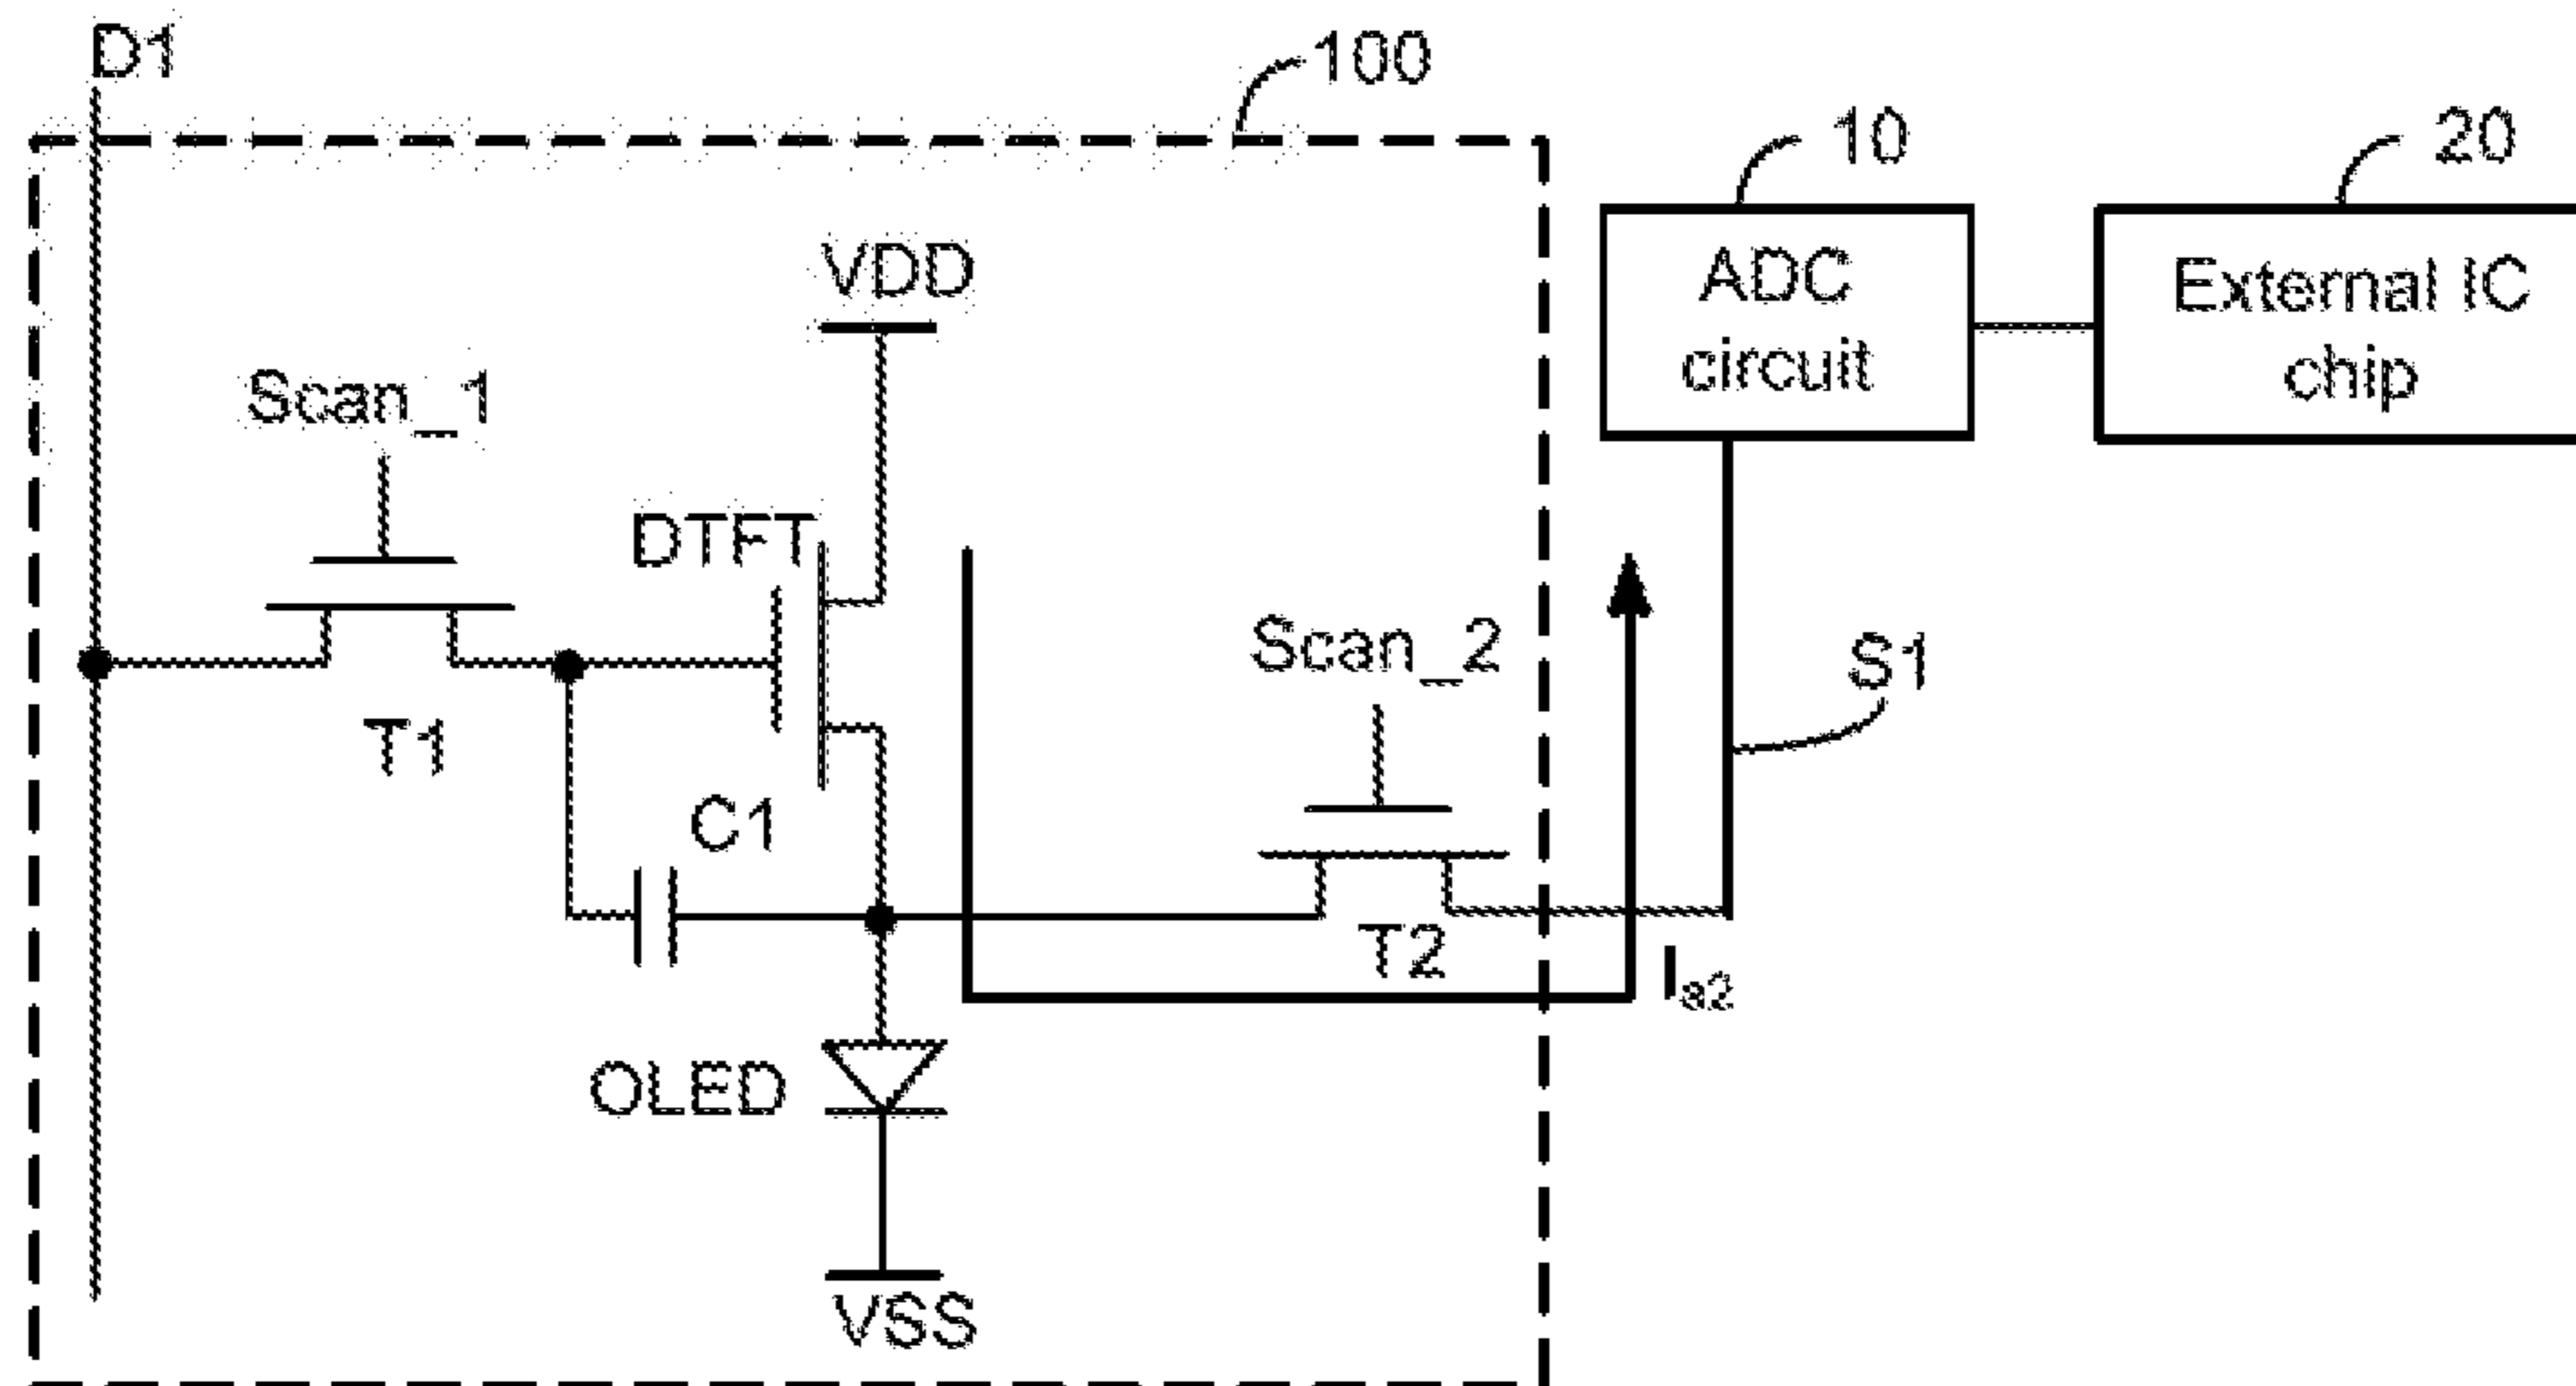 D1
100
10
20
VDD
ADC
circuit
External IC
chip
Scan_1
DTFT
Scan_2
S1
T1
C1
T2
Ia2
OLED
VSS